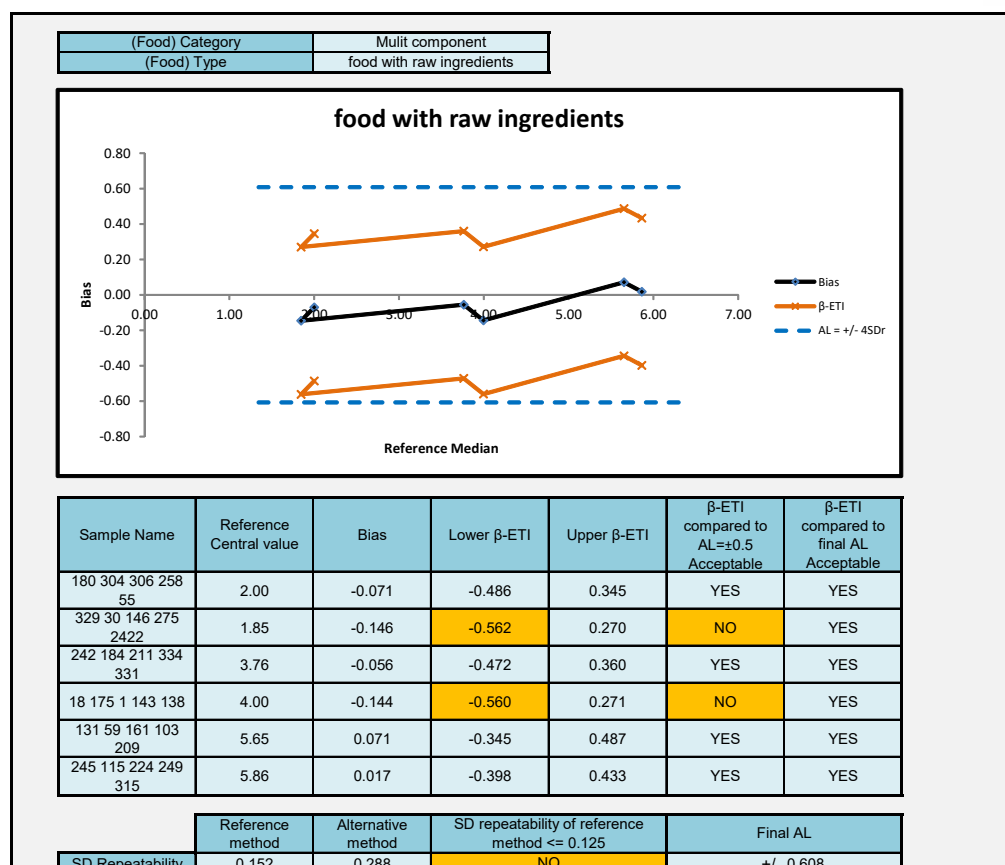 (Food) Category Mulit component
(Food) Type food with raw ingredients
food with raw ingredients
0.80
0.60
0.40
0.20
0.00
-0.20
-0.40
-0.60
-0.80
0.00 1.00 2.00 3.00 4.00 5.00 6.00 7.00
Bias
Reference Median
Bias
β-ETI
AL = +/- 4SDr
Sample Name Reference Central value Bias Lower β-ETI Upper β-ETI β-ETI compared to AL=±0.5 Acceptable β-ETI compared to final AL Acceptable
180 304 306 258 55 2.00 -0.071 -0.486 0.345 YES YES
329 30 146 275 2422 1.85 -0.146 -0.562 0.270 NO YES
242 184 211 334 331 3.76 -0.056 -0.472 0.360 YES YES
18 175 1 143 138 4.00 -0.144 -0.560 0.271 NO YES
131 59 161 103 209 5.65 0.071 -0.345 0.487 YES YES
245 115 224 249 315 5.86 0.017 -0.398 0.433 YES YES
Reference method Alternative method SD repeatability of reference method <= 0.125 Final AL
SD Repeatability 0.152 0.288 NO +/- 0.608